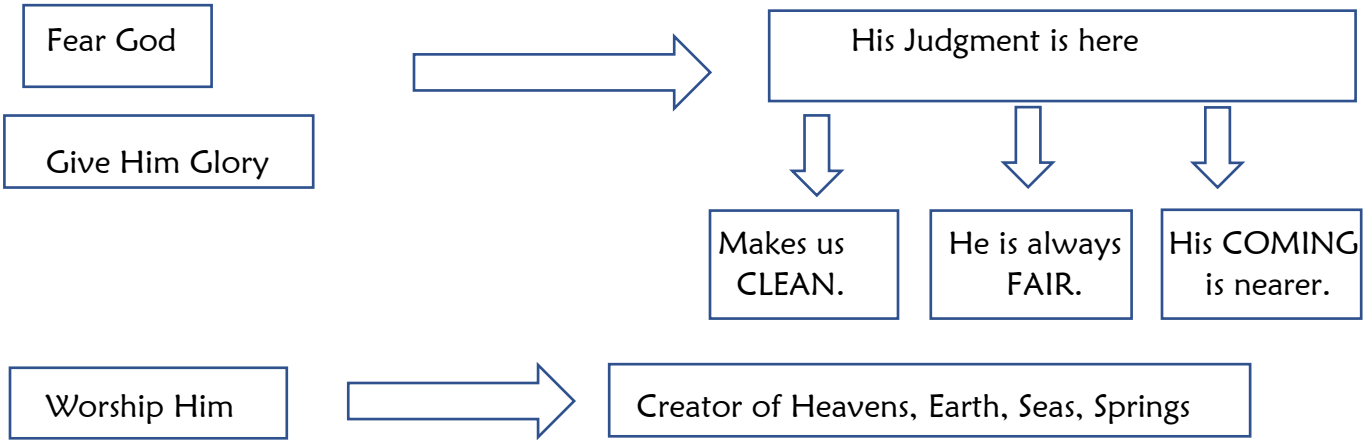 Fear God
His Judgment is here
Give Him Glory
Makes us
CLEAN.
He is always
FAIR.
His COMING
is nearer.
Worship Him
Creator of Heavens, Earth, Seas, Springs